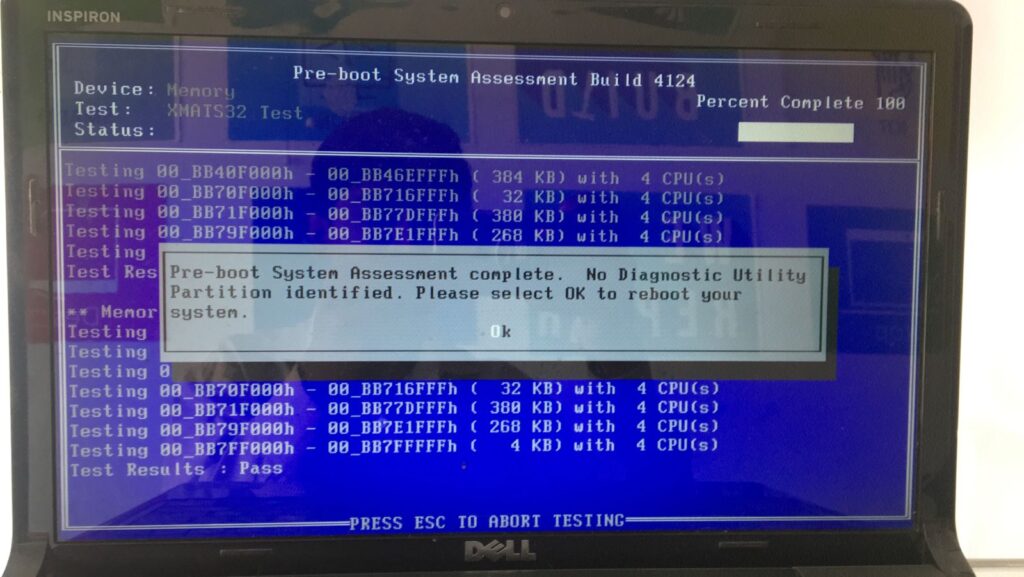 INSPIRON
Pre-boot System Assessment Build 4124
Device: Memory
Percent Complete 100
Test: XMATS32 Test
Status:
Testing 00_BB40F000h - 00_BB46EFFFh ( 384 KB) with 4 CPU(s)
Testing 00_BB70F000h - 00_BB716FFFh ( 32 KB) with 4 CPU(s)
Testing 00_BB71F000h - 00_BB77DFFFh ( 380 KB) with 4 CPU(s)
Testing 00_BB79F000h - 00_BB7E1FFFh ( 268 KB) with 4 CPU(s)
Testing
Test Res
Pre-boot System Assessment complete. No Diagnostic Utility
Partition identified. Please select OK to reboot your
system.
Ok
** Memor
Testing
Testing
Testing 0
Testing 00_BB70F000h - 00_BB716FFFh ( 32 KB) with 4 CPU(s)
Testing 00_BB71F000h - 00_BB77DFFFh ( 380 KB) with 4 CPU(s)
Testing 00_BB79F000h - 00_BB7E1FFFh ( 268 KB) with 4 CPU(s)
Testing 00_BB7FF000h - 00_BB7FFFFFh ( 4 KB) with 4 CPU(s)
Test Results : Pass
PRESS ESC TO ABORT TESTING
DELL